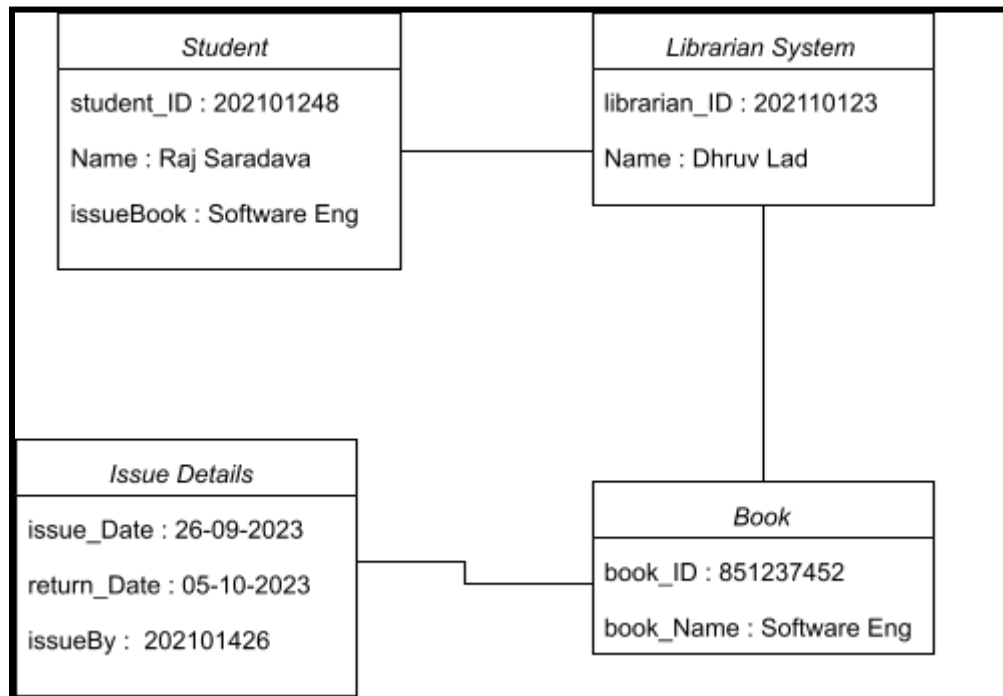 Student
student_ID : 202101248
Name : Raj Saradava
issueBook : Software Eng
Librarian System
librarian_ID : 202110123
Name : Dhruv Lad
Issue Details
issue_Date : 26-09-2023
return_Date : 05-10-2023
issueBy : 202101426
Book
book_ID : 851237452
book_Name : Software Eng